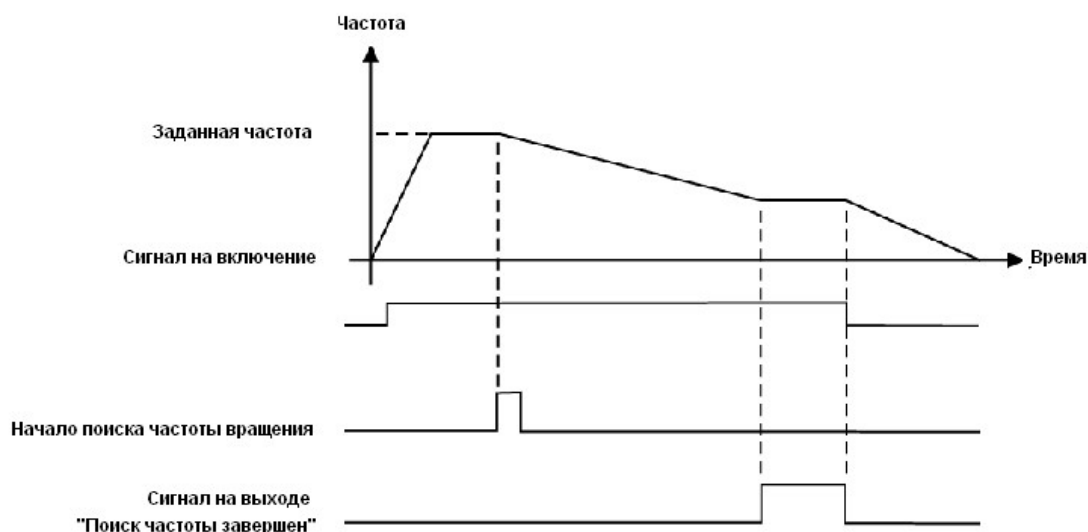 Частота
Заданная частота
Сигнал на включение
Время
Начало поиска частоты вращения
Сигнал на выходе
"Поиск частоты завершен"